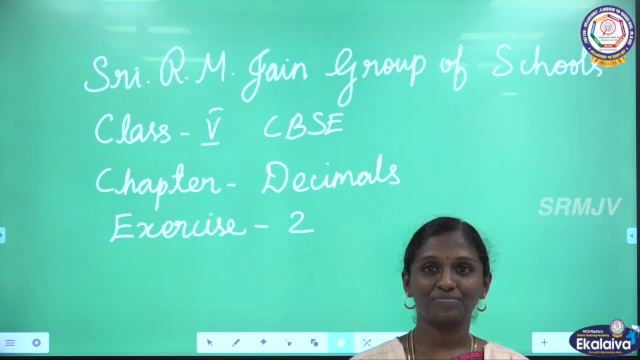 Sri. R. M. Jain Group of Schools
Class - V CBSE
Chapter - Decimals
Exercise - 2
SRMJV
Ekalaiva